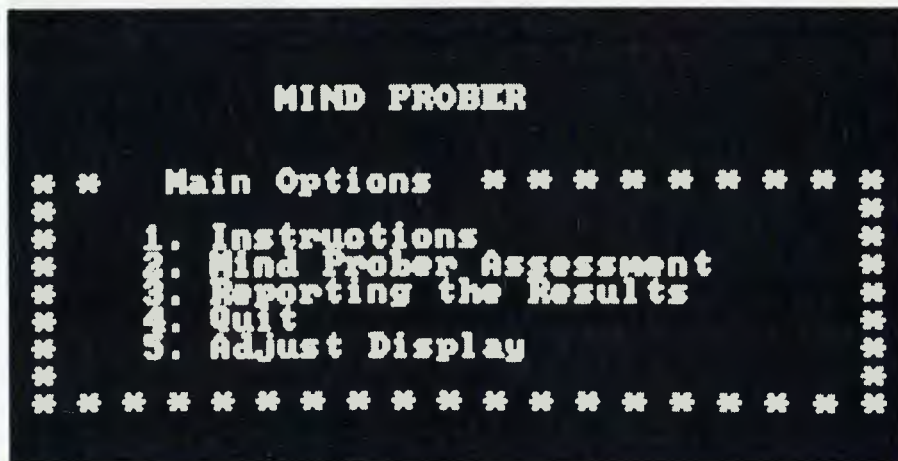 MIND PROBER
* * Main Options * * * * * * * * *
* *
* 1. Instructions *
* 2. Mind Prober Assessment *
* 3. Reporting the Results *
* 4. Quit *
* 5. Adjust Display *
* *
* * * * * * * * * * * * * * * * * * *